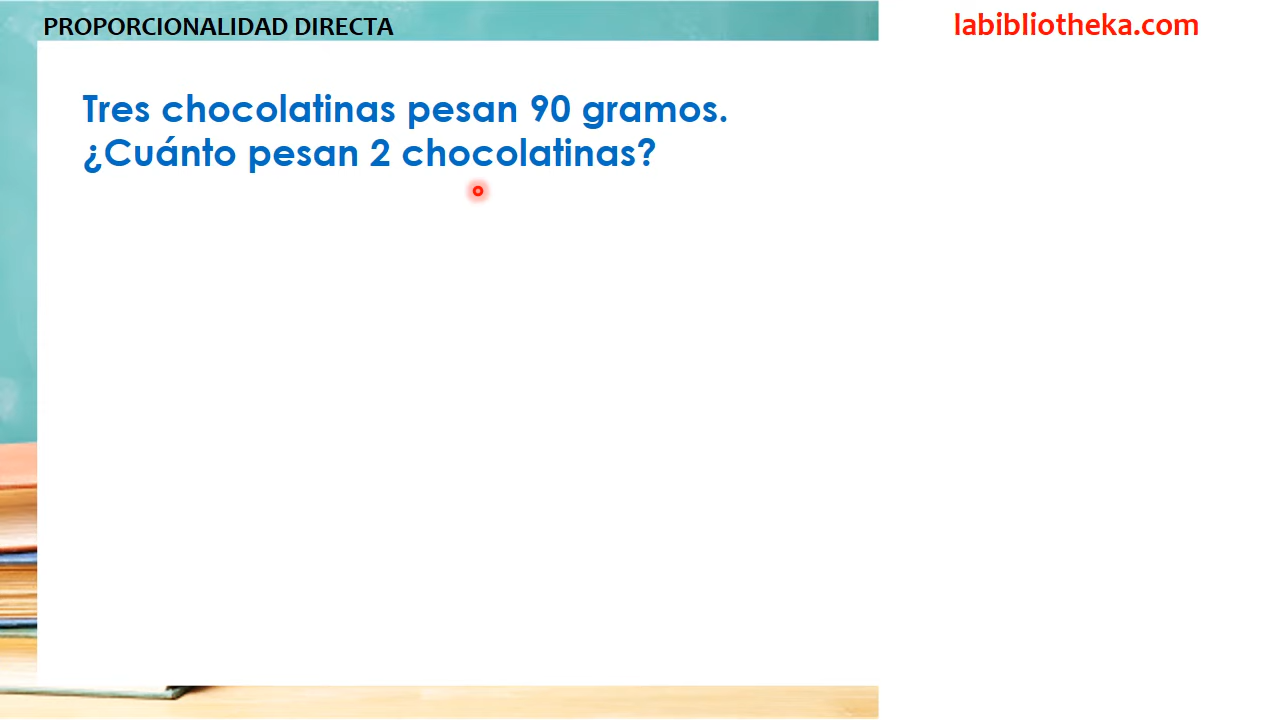 PROPORCIONALIDAD DIRECTA
labibliotheka.com
Tres chocolatinas pesan 90 gramos.
¿Cuánto pesan 2 chocolatinas?